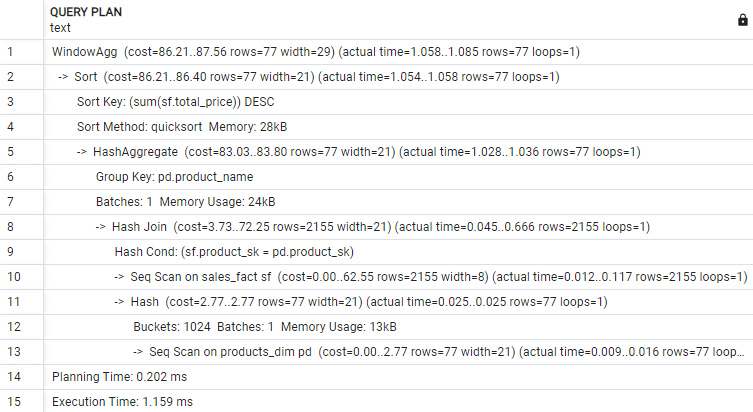 QUERY PLAN
text
1 WindowAgg (cost=86.21..87.56 rows=77 width=29) (actual time=1.058..1.085 rows=77 loops=1)
2 -> Sort (cost=86.21..86.40 rows=77 width=21) (actual time=1.054..1.058 rows=77 loops=1)
3 Sort Key: (sum(sf.total_price)) DESC
4 Sort Method: quicksort Memory: 28kB
5 -> HashAggregate (cost=83.03..83.80 rows=77 width=21) (actual time=1.028..1.036 rows=77 loops=1)
6 Group Key: pd.product_name
7 Batches: 1 Memory Usage: 24kB
8 -> Hash Join (cost=3.73..72.25 rows=2155 width=21) (actual time=0.045..0.666 rows=2155 loops=1)
9 Hash Cond: (sf.product_sk = pd.product_sk)
10 -> Seq Scan on sales_fact sf (cost=0.00..62.55 rows=2155 width=8) (actual time=0.012..0.117 rows=2155 loops=1)
11 -> Hash (cost=2.77..2.77 rows=77 width=21) (actual time=0.025..0.025 rows=77 loops=1)
12 Buckets: 1024 Batches: 1 Memory Usage: 13kB
13 -> Seq Scan on products_dim pd (cost=0.00..2.77 rows=77 width=21) (actual time=0.009..0.016 rows=77 loop...
14 Planning Time: 0.202 ms
15 Execution Time: 1.159 ms